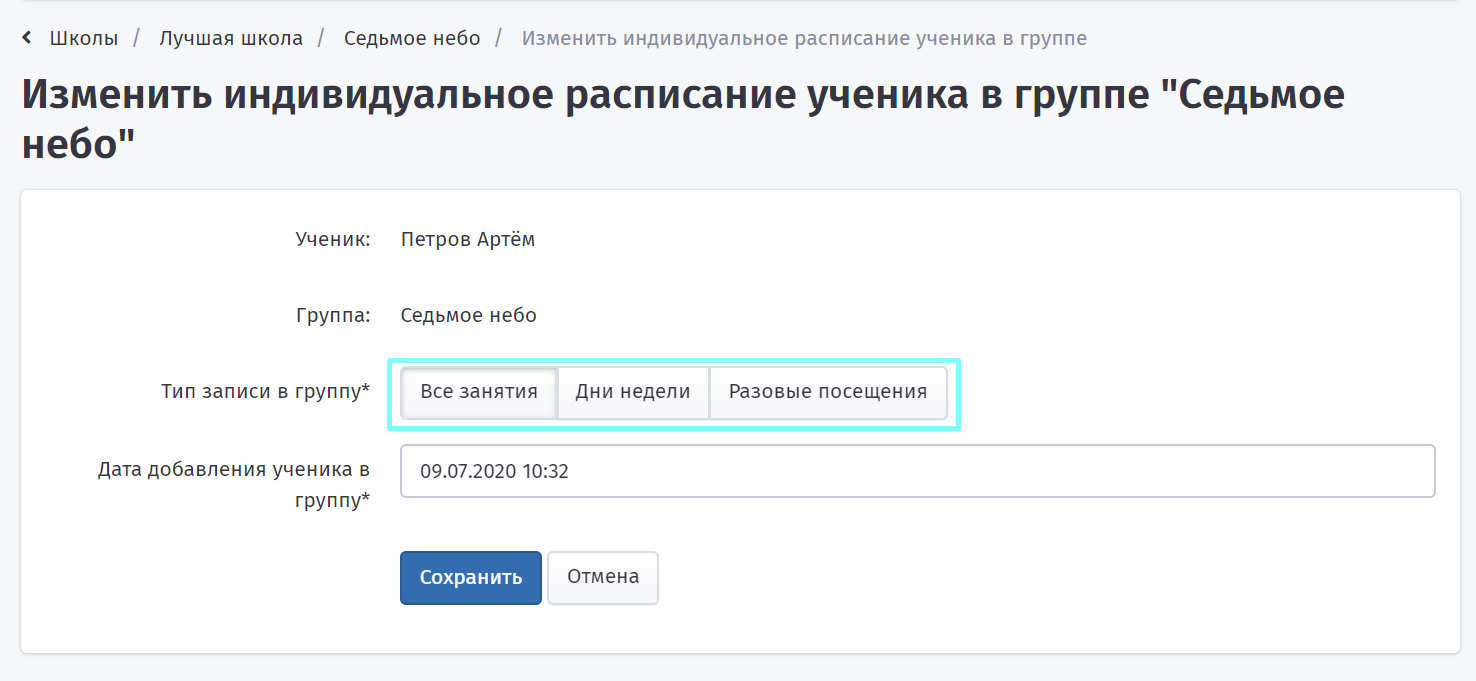 Школы / Лучшая школа / Седьмое небо / Изменить индивидуальное расписание ученика в группе
Изменить индивидуальное расписание ученика в группе "Седьмое
небо"
Ученик: Петров Артём
Группа: Седьмое небо
Тип записи в группу* Все занятия Дни недели Разовые посещения
Дата добавления ученика в
группу*
09.07.2020 10:32
Сохранить Отмена